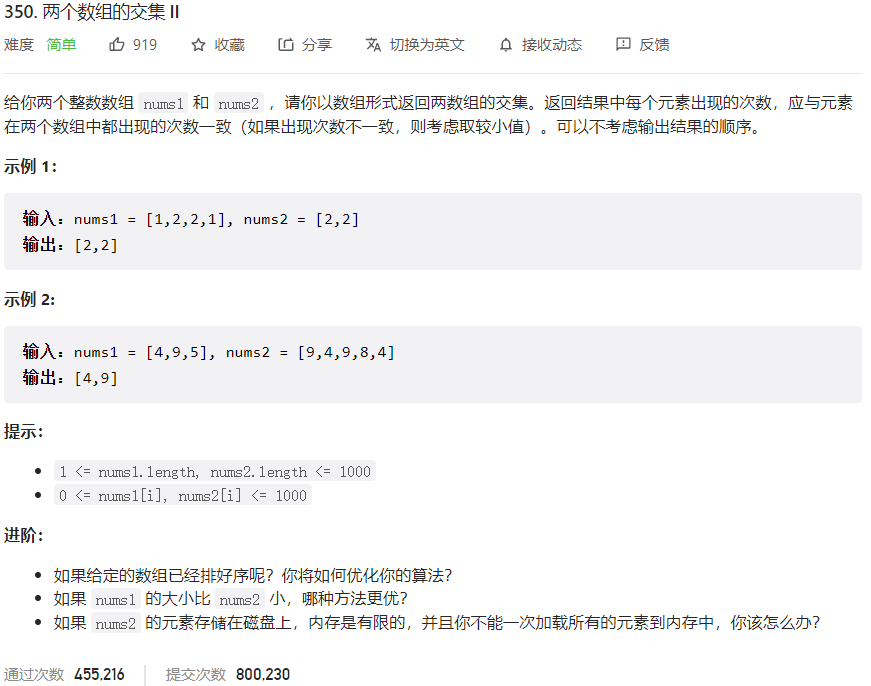 350. 两个数组的交集 II
难度 简单 919 收藏 分享 切换为英文 接收动态 反馈
给你两个整数数组 nums1 和 nums2 ，请你以数组形式返回两数组的交集。返回结果中每个元素出现的次数，应与元素
在两个数组中都出现的次数一致（如果出现次数不一致，则考虑取较小值）。可以不考虑输出结果的顺序。
示例 1：
输入：nums1 = [1,2,2,1], nums2 = [2,2]
输出：[2,2]
示例 2:
输入：nums1 = [4,9,5], nums2 = [9,4,9,8,4]
输出：[4,9]
提示：
1 <= nums1.length, nums2.length <= 1000
0 <= nums1[i], nums2[i] <= 1000
进阶：
如果给定的数组已经排好序呢？你将如何优化你的算法？
如果 nums1 的大小比 nums2 小，哪种方法更优？
如果 nums2 的元素存储在磁盘上，内存是有限的，并且你不能一次加载所有的元素到内存中，你该怎么办？
通过次数 455,216 提交次数 800,230